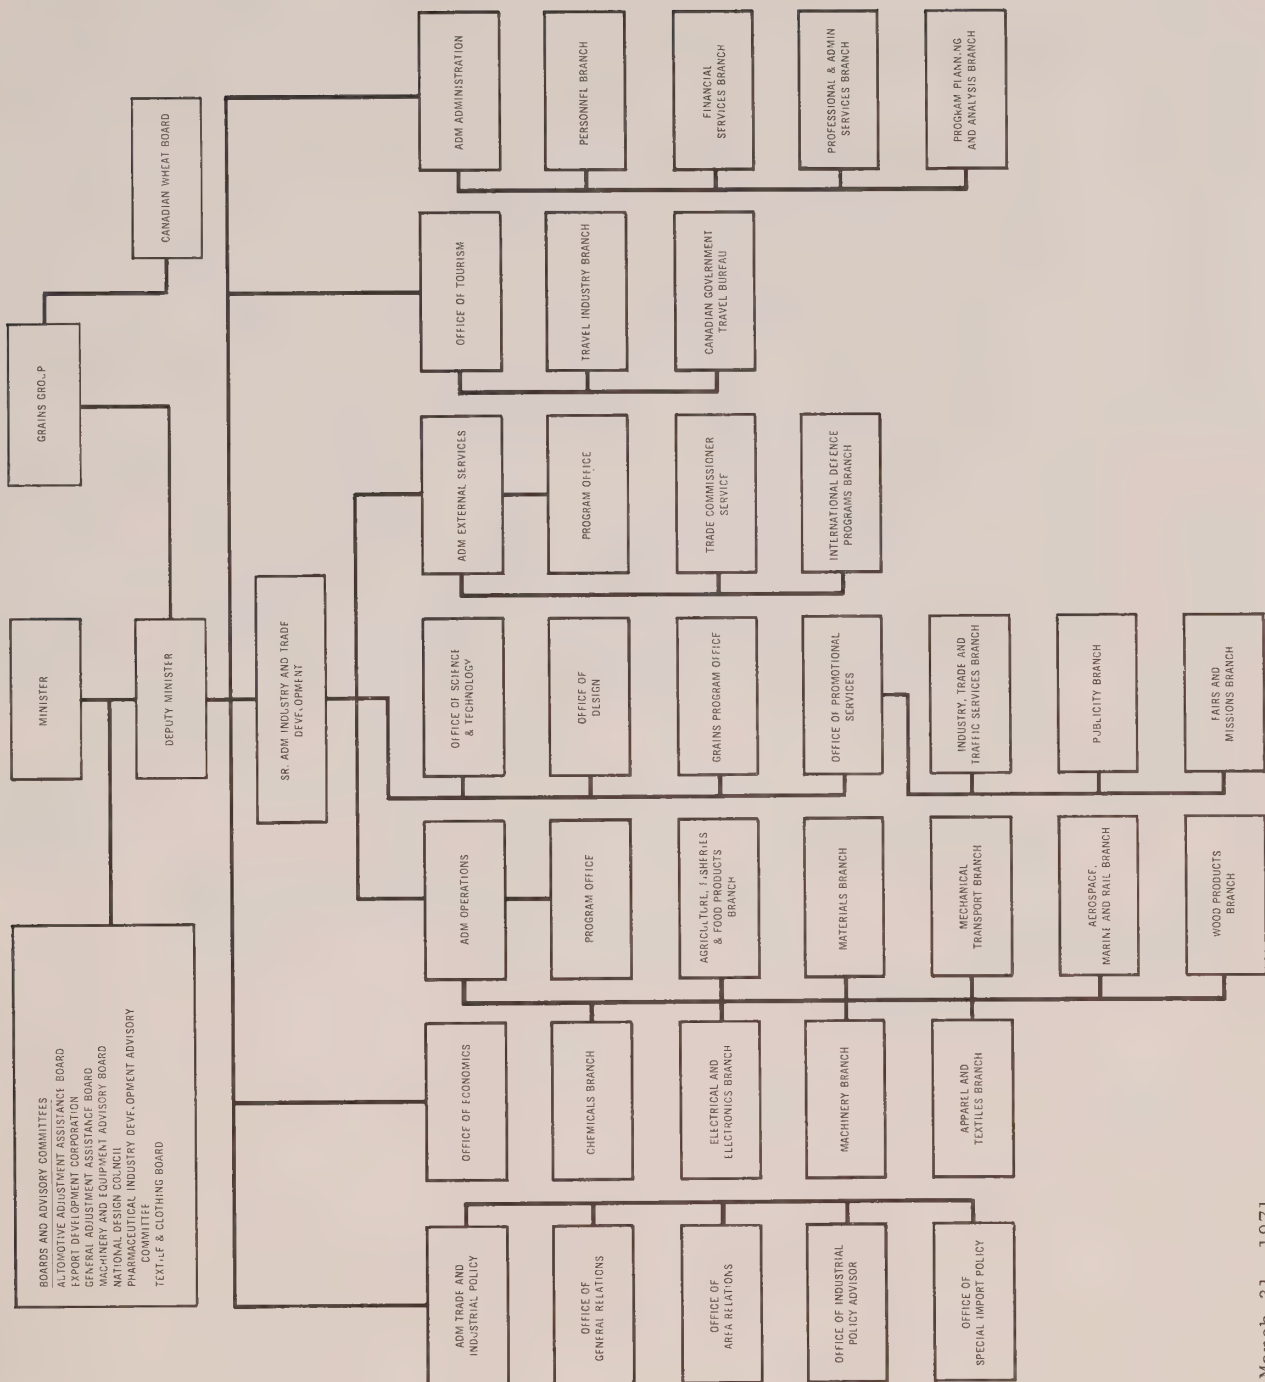 BOARDS AND ADVISORY COMMITTEES
AUTOMOTIVE ADJUSTMENT ASSISTANCE BOARD
EXPORT DEVELOPMENT CORPORATION
GENERAL ADJUSTMENT ASSISTANCE BOARD
MACHINERY AND EQUIPMENT ADVISORY BOARD
NATIONAL DESIGN COUNCIL
PHARMACEUTICAL INDUSTRY DEVELOPMENT ADVISORY
COMMITTEE
TEXTILE & CLOTHING BOARD
MINISTER
GRAINS GROUP
DEPUTY MINISTER
CANADIAN WHEAT BOARD
SR. ADM INDUSTRY AND TRADE
DEVELOPMENT
ADM TRADE AND
INDUSTRIAL POLICY
OFFICE OF
GENERAL RELATIONS
OFFICE OF
AREA RELATIONS
OFFICE OF INDUSTRIAL
POLICY ADVISOR
OFFICE OF
SPECIAL IMPORT POLICY
OFFICE OF ECONOMICS
CHEMICALS BRANCH
ELECTRICAL AND
ELECTRONICS BRANCH
MACHINERY BRANCH
APPAREL AND
TEXTILES BRANCH
ADM OPERATIONS
PROGRAM OFFICE
AGRICULTURE, FISHERIES
& FOOD PRODUCTS
BRANCH
MATERIALS BRANCH
MECHANICAL
TRANSPORT BRANCH
AEROSPACE,
MARINE AND RAIL BRANCH
WOOD PRODUCTS
BRANCH
OFFICE OF SCIENCE
& TECHNOLOGY
OFFICE OF
DESIGN
GRAINS PROGRAM OFFICE
OFFICE OF PROMOTIONAL
SERVICES
INDUSTRY, TRADE AND
TRAFFIC SERVICES BRANCH
PUBLICITY BRANCH
FAIRS AND
MISSIONS BRANCH
ADM EXTERNAL SERVICES
PROGRAM OFFICE
TRADE COMMISSIONER
SERVICE
INTERNATIONAL DEFENCE
PROGRAMS BRANCH
OFFICE OF TOURISM
TRAVEL INDUSTRY BRANCH
CANADIAN GOVERNMENT
TRAVEL BUREAU
ADM ADMINISTRATION
PERSONNEL BRANCH
FINANCIAL
SERVICES BRANCH
PROFESSIONAL & ADMIN
SERVICES BRANCH
PROGRAM PLANNING
AND ANALYSIS BRANCH
March 31, 1971